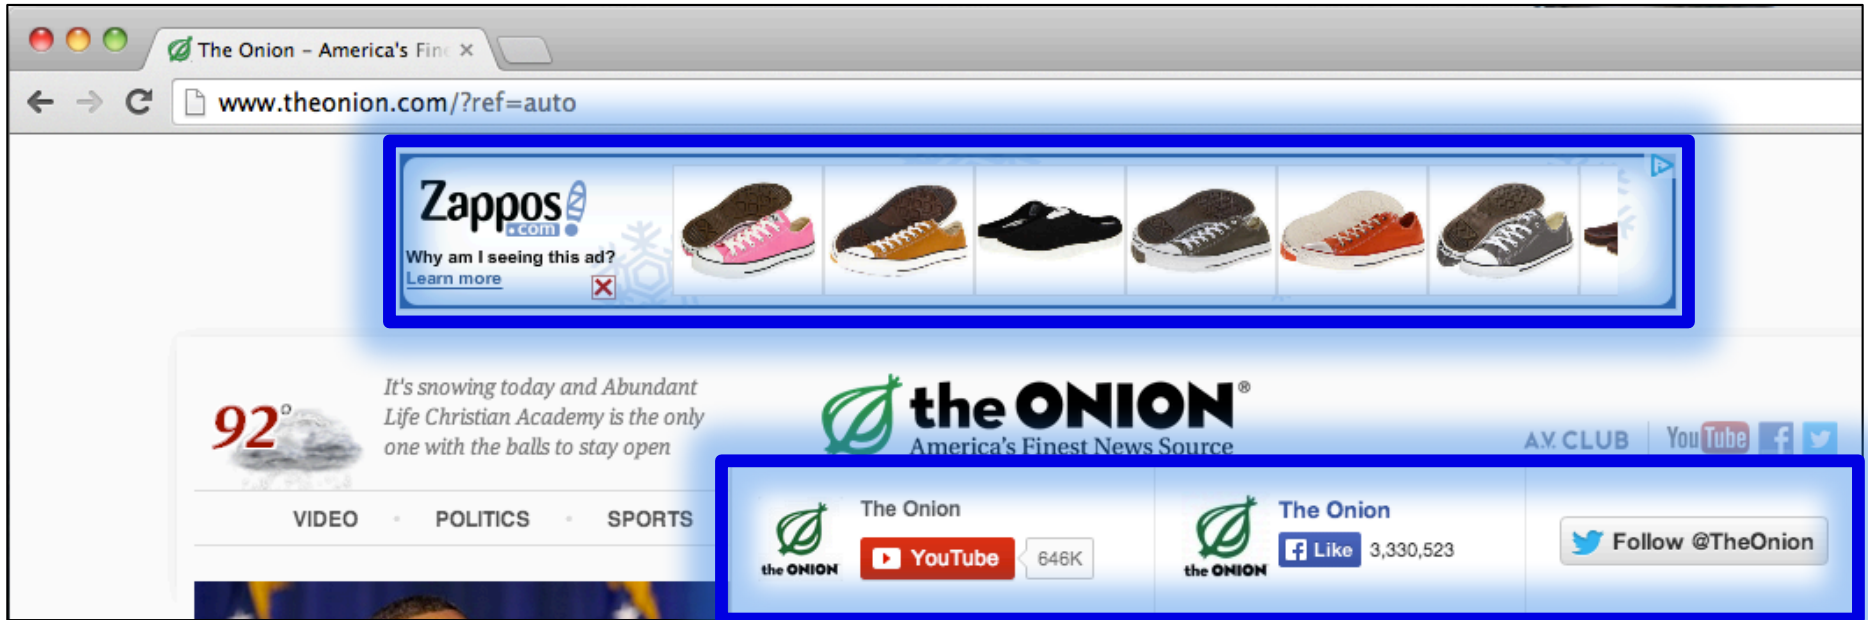 The Onion – America's Fin
www.theonion.com/?ref=auto
Zappos
.com
Why am I seeing this ad?
Learn more
92°
It's snowing today and Abundant
Life Christian Academy is the only
one with the balls to stay open
the ONION®
America's Finest News Source
A.V. CLUB
YouTube
VIDEO • POLITICS • SPORTS
The Onion
YouTube 646K
the ONION
The Onion
Like 3,330,523
the ONION
Follow @TheOnion